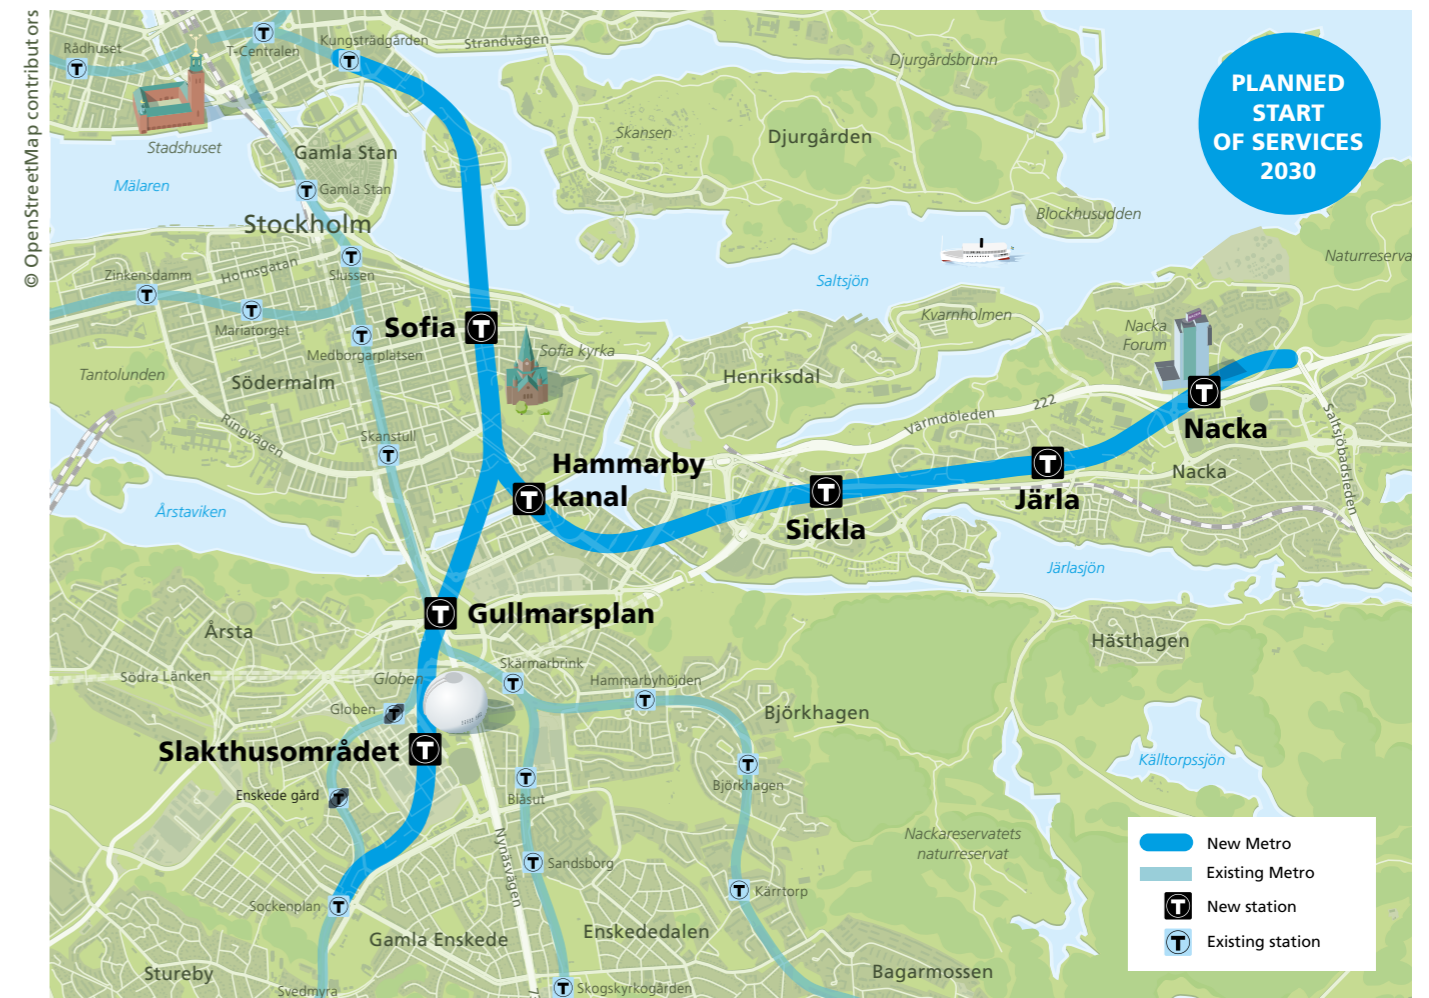 © OpenStreetMap contributors
Rådhuset
T-Centralen
Kungsträdgården
Strandvägen
Djurgårdsbrunn
PLANNED
START
OF SERVICES
2030
Skansen
Djurgården
Stadshuset
Gamla Stan
Mälaren
Gamla Stan
Blockhusudden
Stockholm
Naturreserva
Hornsgatan
Zinkensdamm
Slussen
Saltsjön
Kvarnholmen
Mariatorget
Sofia
Nacka
Forum
Medborgarplatsen
Sofia kyrka
Tantolunden
Södermalm
Henriksdal
222
Värmdöleden
Saltsjöbadsleden
Ringvägen
Skanstull
Nacka
Hammarby
kanal
Nacka
Järla
Årstaviken
Sickla
Järlasjön
Gullmarsplan
Årsta
Hästhagen
Södra Länken
Globen
Skärmarbrink
Hammarbyhöjden
Globen
Björkhagen
Slakthusområdet
Källtorpssjön
Enskede gård
Blåsut
Björkhagen
Nynäsvägen
Nackareservatets
naturreservat
Sandsborg
Kärrtorp
Sockenplan
Gamla Enskede
Enskededalen
Stureby
Bagarmossen
Svedmyra
Skogskyrkogården
New Metro
Existing Metro
New station
Existing station